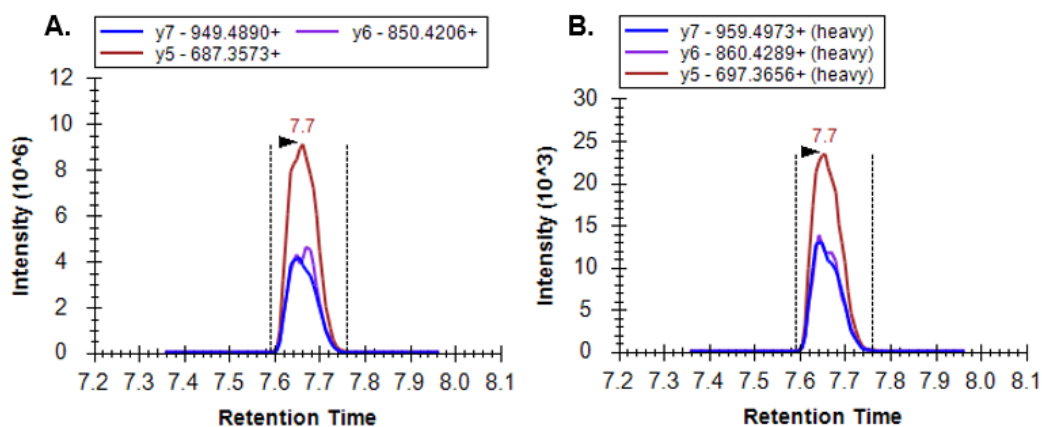 A.
y7 - 949.4890+ y6 - 850.4206+
y5 - 687.3573+
12
10
8
6
4
2
0
Intensity (10^6)
7.7
7.2 7.3 7.4 7.5 7.6 7.7 7.8 7.9 8.0 8.1
Retention Time
B.
y7 - 959.4973+ (heavy)
y6 - 860.4289+ (heavy)
y5 - 697.3656+ (heavy)
30
25
20
15
10
5
0
Intensity (10^3)
7.7
7.2 7.3 7.4 7.5 7.6 7.7 7.8 7.9 8.0 8.1
Retention Time